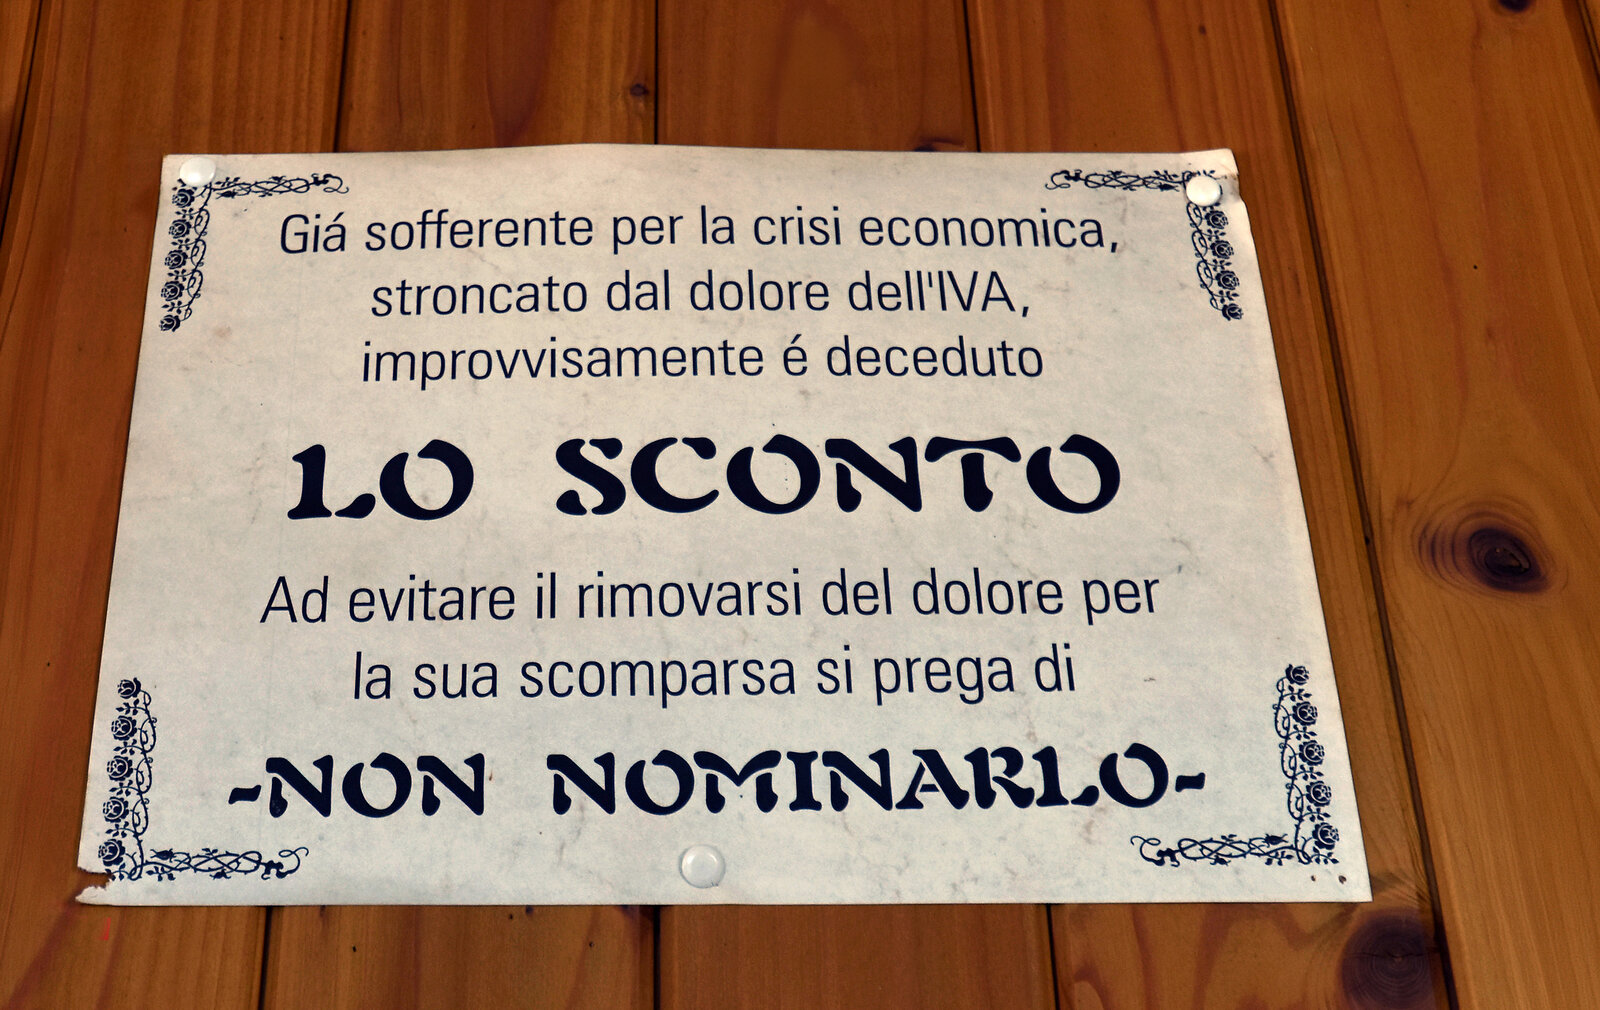 Giá sofferente per la crisi economica,
stroncato dal dolore dell'IVA,
improvvisamente é deceduto
LO SCONTO
Ad evitare il rimovarsi del dolore per
la sua scomparsa si prega di
-NON NOMINARLO-